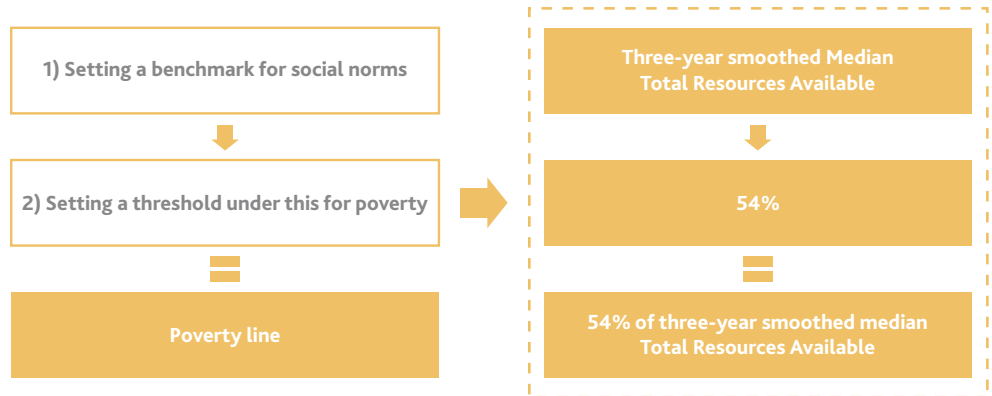 1) Setting a benchmark for social norms
2) Setting a threshold under this for poverty
Poverty line
Three-year smoothed Median
Total Resources Available
54%
54% of three-year smoothed median
Total Resources Available